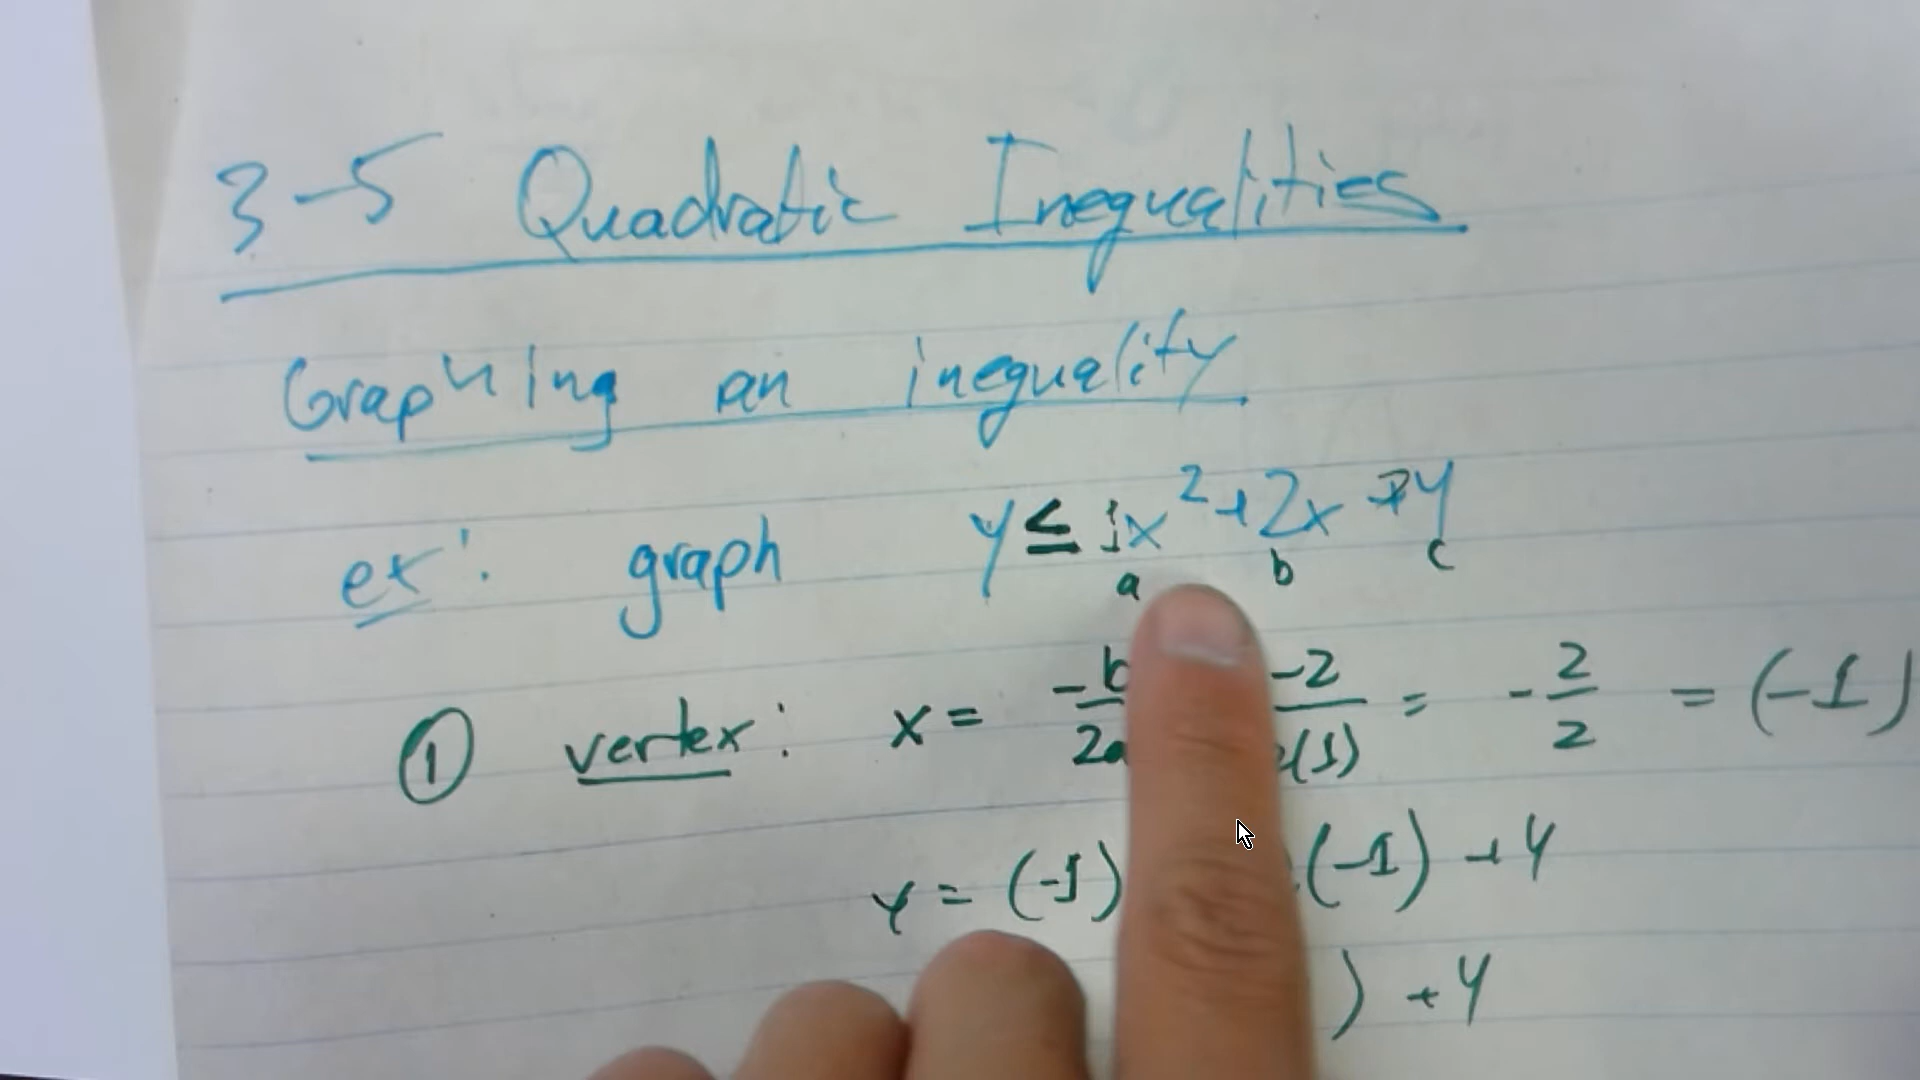 3-5 Quadratic Inequalities
Graphing an inequality
ex: graph y ≤ 1x² + 2x + 4
a b c
① vertex: x = -b/2a -2/2(1) = -2/2 = (-1)
y = (-1) (-1) + 4
) + 4